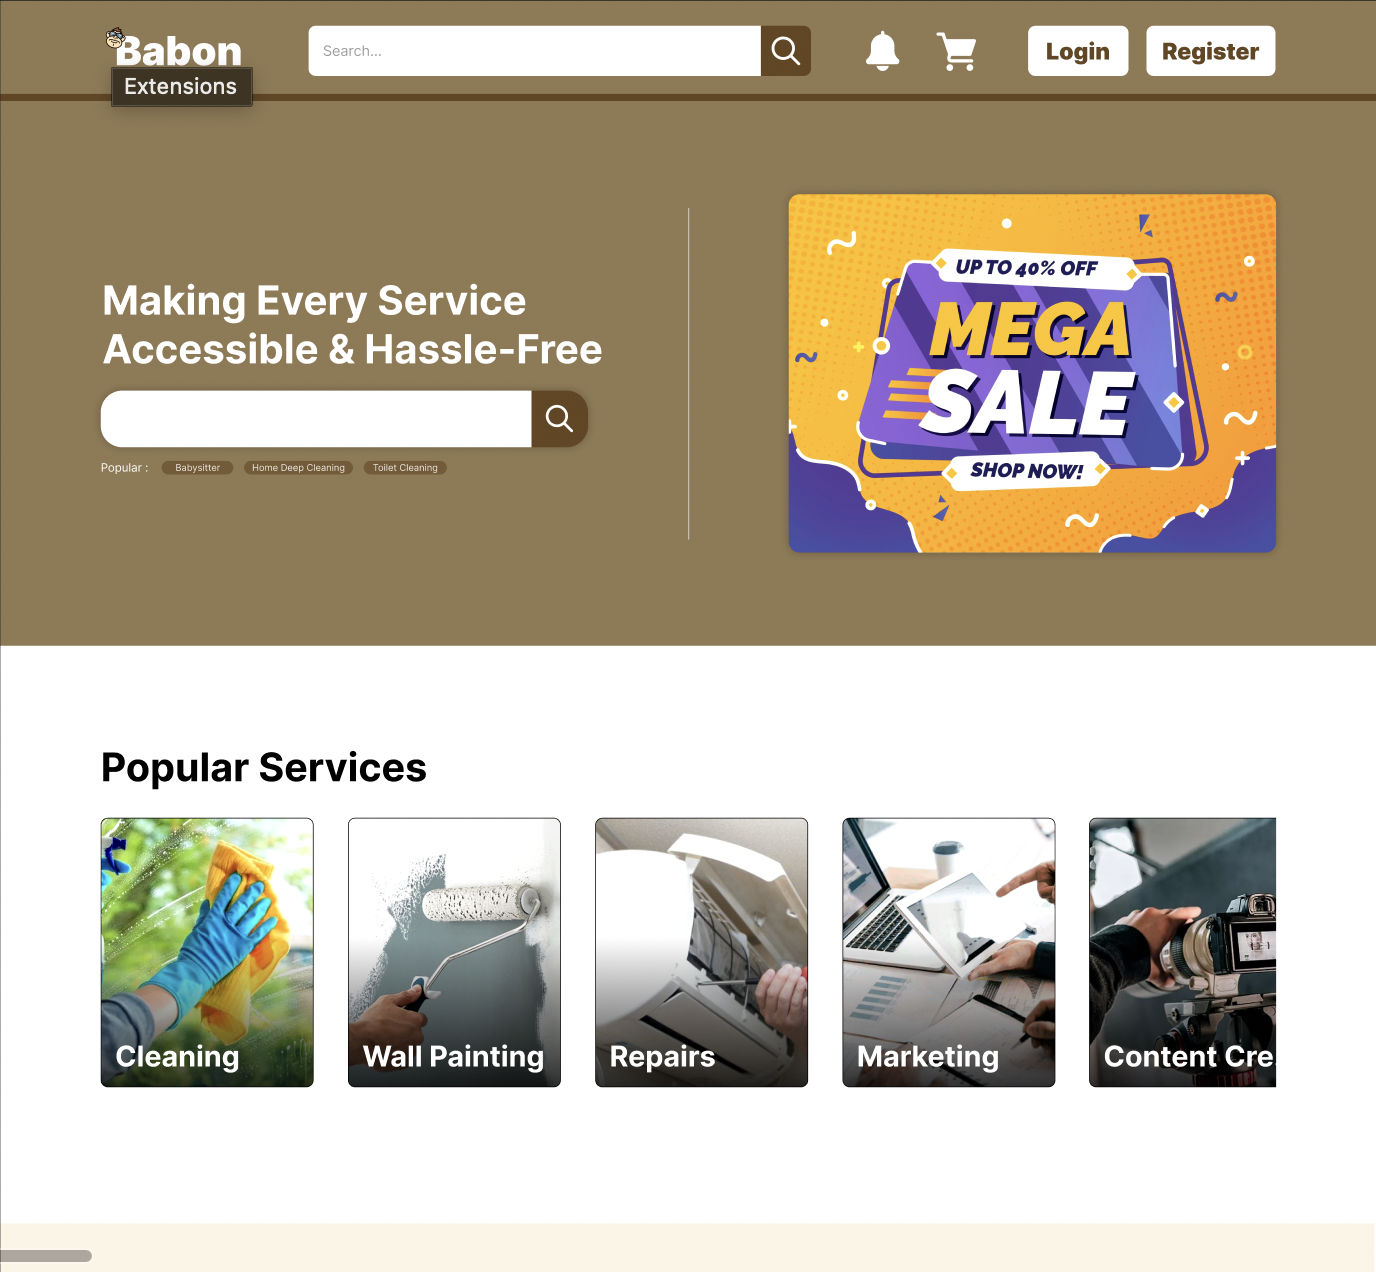 Babon
Extensions
Search...
Login
Register
Making Every Service
Accessible & Hassle-Free
Popular :
Babysitter
Home Deep Cleaning
Toilet Cleaning
UP TO 40% OFF
MEGA
SALE
SHOP NOW!
Popular Services
Cleaning
Wall Painting
Repairs
Marketing
Content Cre